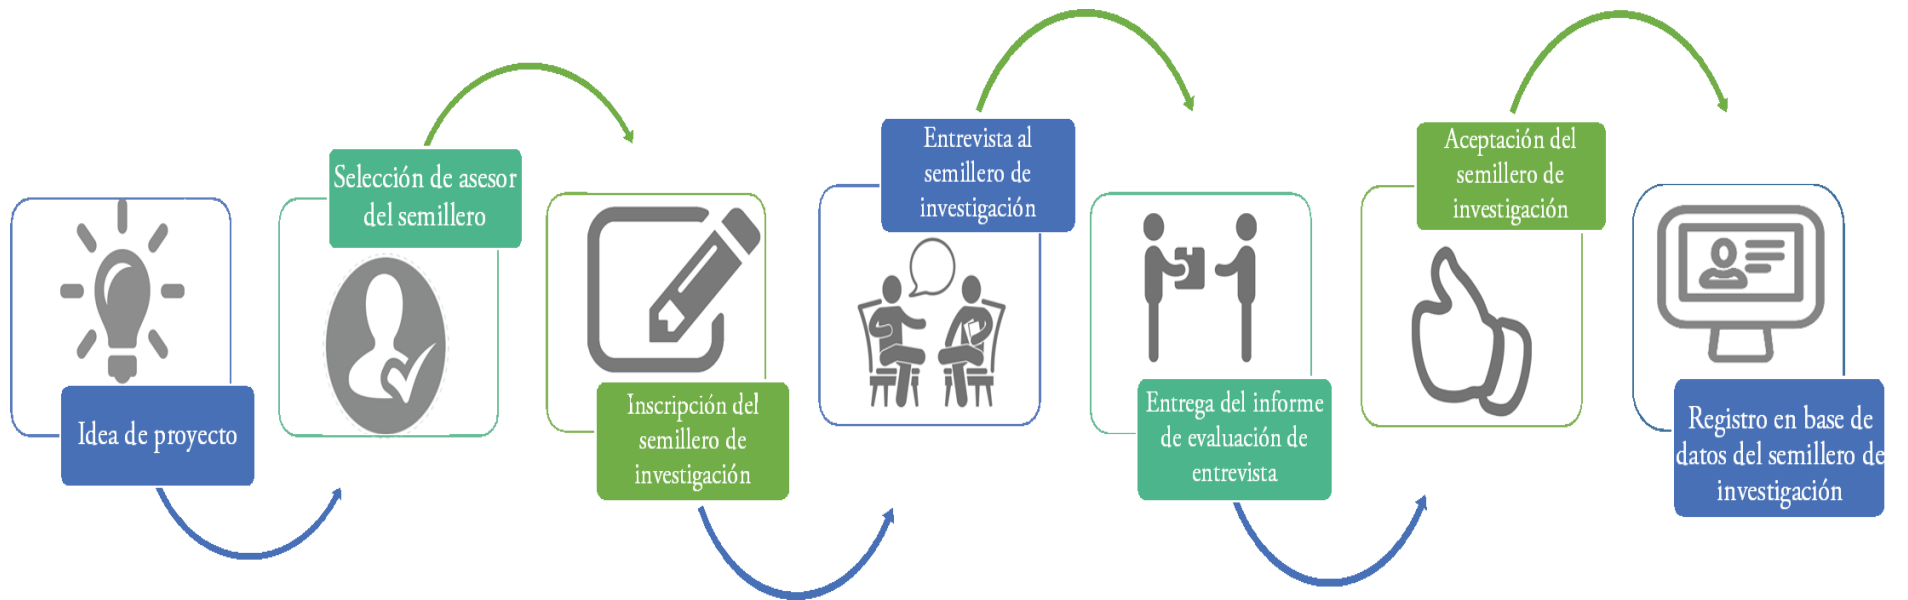 Idea de proyecto
Selección de asesor
del semillero
Inscripción del
semillero de
investigación
Entrevista al
semillero de
investigación
Entrega del informe
de evaluación de
entrevista
Aceptación del
semillero de
investigación
Registro en base de
datos del semillero de
investigación